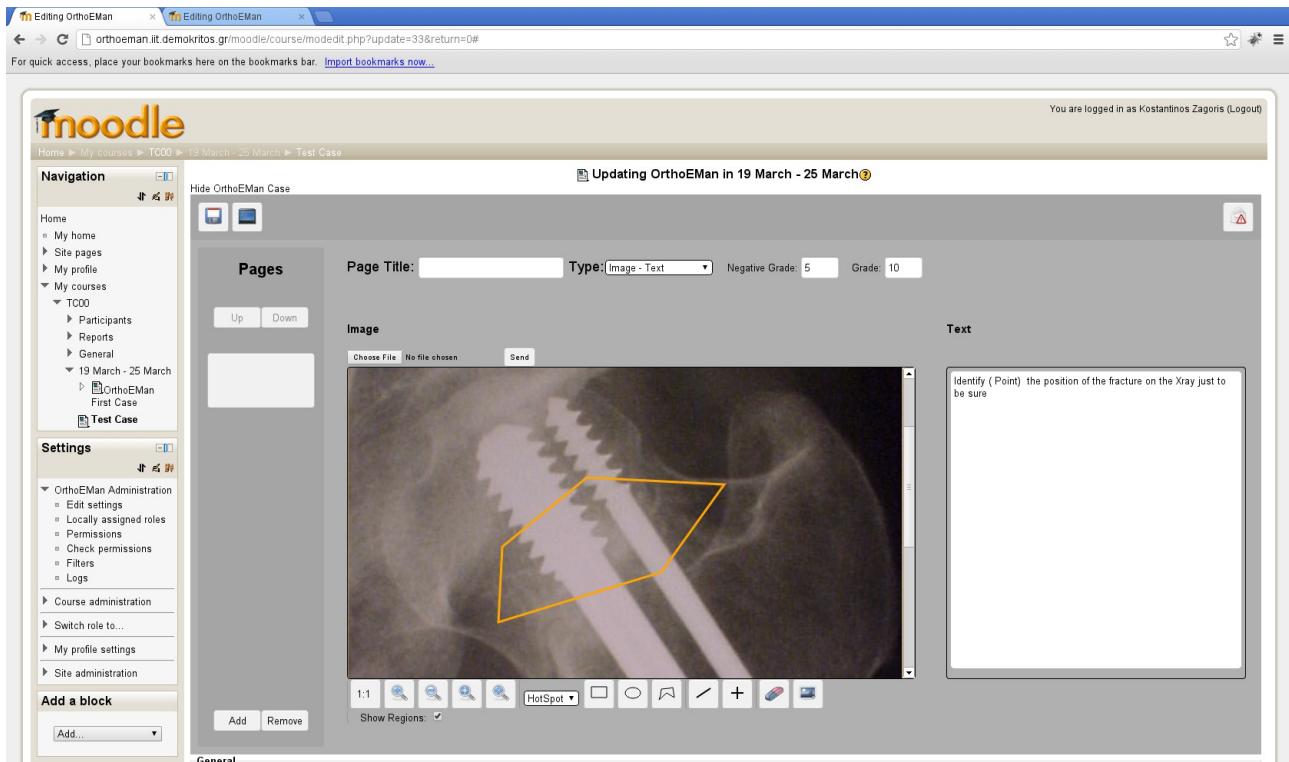 Editing OrthoEMan × Editing OrthoEMan ×
orthoeman.iit.demokritos.gr/moodle/course/modedit.php?update=33&return=0#
For quick access, place your bookmarks here on the bookmarks bar. Import bookmarks now...
moodle
You are logged in as Kostantinos Zagoris (Logout)
Home ► My courses ► TC00 ► 19 March - 25 March ► Test Case
Navigation
Home
My home
Site pages
My profile
My courses
TC00
Participants
Reports
General
19 March - 25 March
OrthoEMan
First Case
Test Case
Settings
OrthoEMan Administration
Edit settings
Locally assigned roles
Permissions
Check permissions
Filters
Logs
Course administration
Switch role to...
My profile settings
Site administration
Add a block
Add...
Updating OrthoEMan in 19 March - 25 March
Hide OrthoEMan Case
Pages
Up Down
Add Remove
Page Title: Type: Image - Text Negative Grade: 5 Grade: 10
Image
Choose File No file chosen Send
1:1 HotSpot
Show Regions:
Text
Identify ( Point) the position of the fracture on the Xray just to
be sure
General